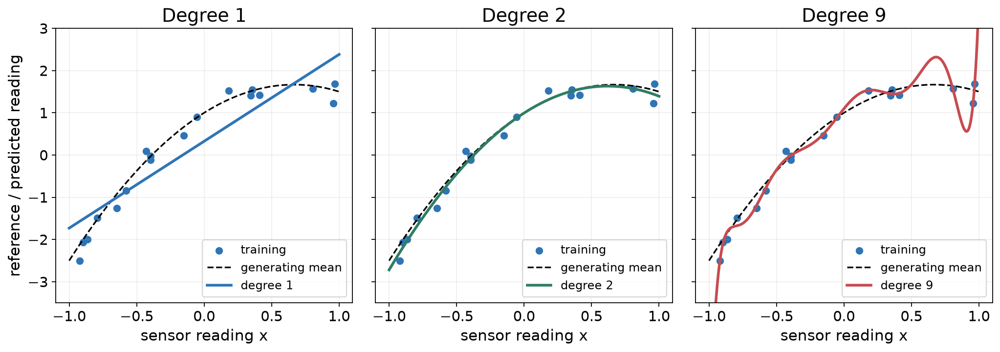 Degree 1
Degree 2
Degree 9
reference / predicted reading
3
2
1
0
−1
−2
−3
training
generating mean
degree 1
training
generating mean
degree 2
training
generating mean
degree 9
−1.0 −0.5 0.0 0.5 1.0
−1.0 −0.5 0.0 0.5 1.0
−1.0 −0.5 0.0 0.5 1.0
sensor reading x
sensor reading x
sensor reading x